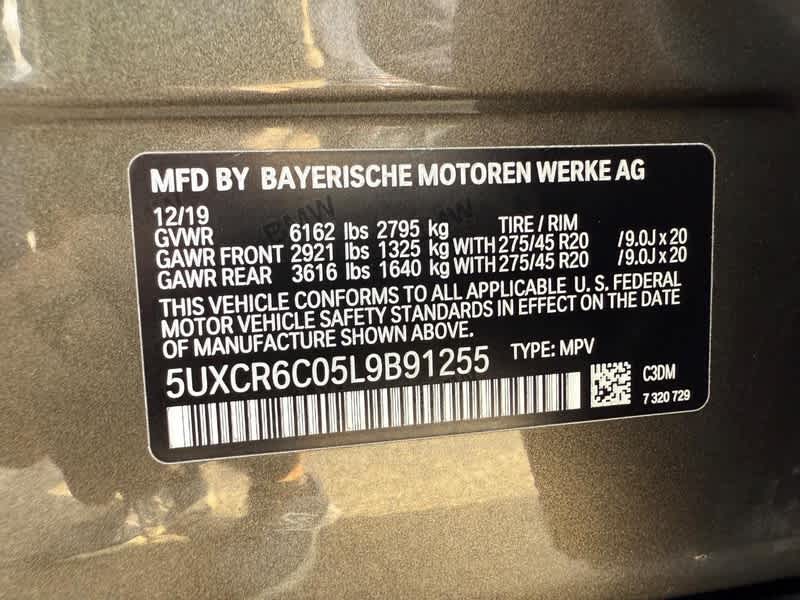 MFD BY BAYERISCHE MOTOREN WERKE AG
12/19 TIRE / RIM
GVWR 6162 lbs 2795 kg
GAWR FRONT 2921 lbs 1325 kg WITH 275/45 R20 /9.0J x 20
GAWR REAR 3616 lbs 1640 kg WITH 275/45 R20 /9.0J x 20
THIS VEHICLE CONFORMS TO ALL APPLICABLE U. S. FEDERAL
MOTOR VEHICLE SAFETY STANDARDS IN EFFECT ON THE DATE
OF MANUFACTURE SHOWN ABOVE.
5UXCR6C05L9B91255 TYPE: MPV
C3DM
7 320 729